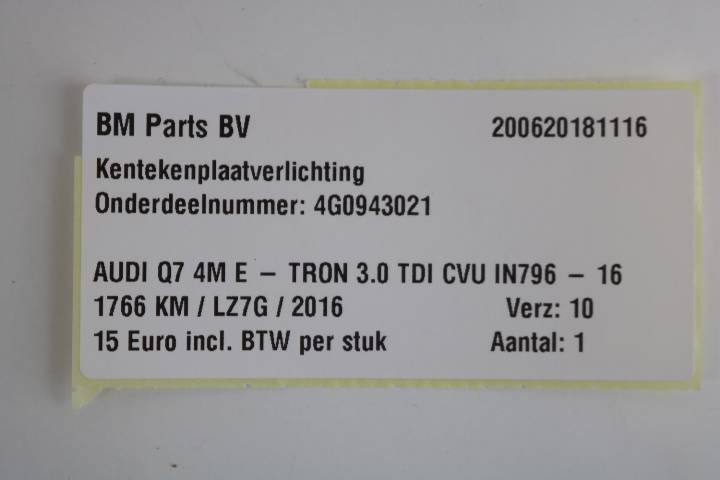 BM Parts BV 200620181116
Kentekenplaatverlichting
Onderdeelnummer: 4G0943021
AUDI Q7 4M E – TRON 3.0 TDI CVU IN796 – 16
1766 KM / LZ7G / 2016 Verz: 10
15 Euro incl. BTW per stuk Aantal: 1